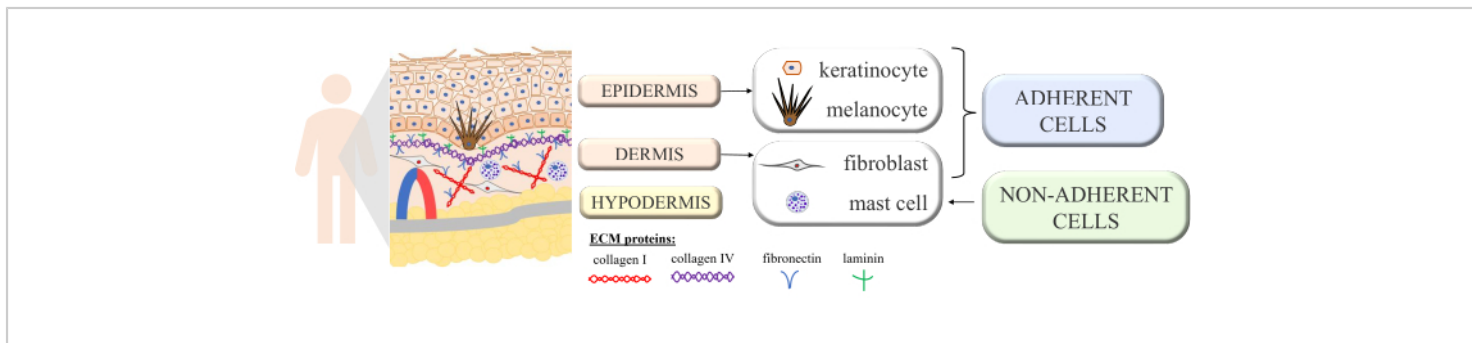 EPIDERMIS
DERMIS
HYPODERMIS
keratinocyte
melanocyte
fibroblast
mast cell
ADHERENT
CELLS
NON-ADHERENT
CELLS
ECM proteins:
collagen I
collagen IV
fibronectin
laminin